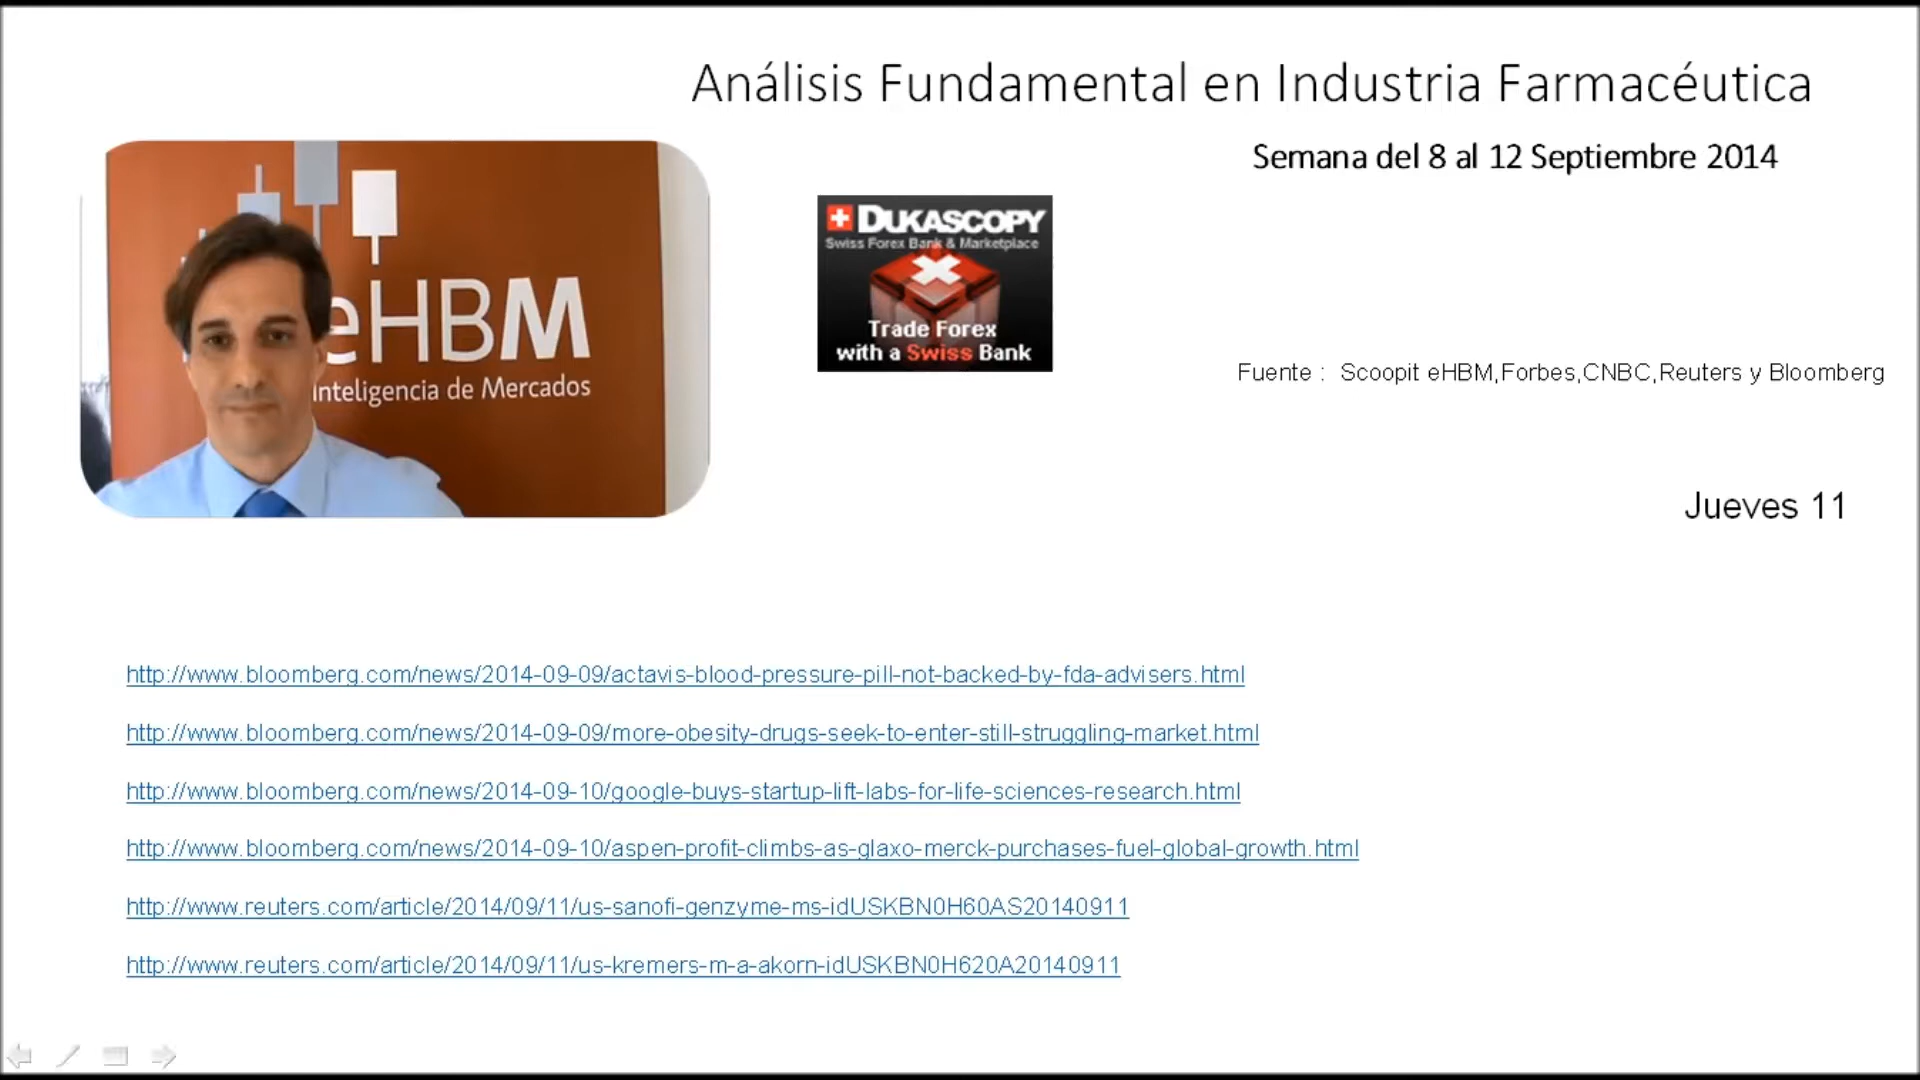 Análisis Fundamental en Industria Farmacéutica
Semana del 8 al 12 Septiembre 2014
eHBM
inteligencia de Mercados
DUKASCOPY
Swiss Forex Bank & Marketplace
Trade Forex
with a Swiss Bank
Fuente : Scoopit eHBM,Forbes,CNBC,Reuters y Bloomberg
Jueves 11
http://www.bloomberg.com/news/2014-09-09/actavis-blood-pressure-pill-not-backed-by-fda-advisers.html
http://www.bloomberg.com/news/2014-09-09/more-obesity-drugs-seek-to-enter-still-struggling-market.html
http://www.bloomberg.com/news/2014-09-10/google-buys-startup-lift-labs-for-life-sciences-research.html
http://www.bloomberg.com/news/2014-09-10/aspen-profit-climbs-as-glaxo-merck-purchases-fuel-global-growth.html
http://www.reuters.com/article/2014/09/11/us-sanofi-genzyme-ms-idUSKBN0H60AS20140911
http://www.reuters.com/article/2014/09/11/us-kremers-m-a-akorn-idUSKBN0H620A20140911